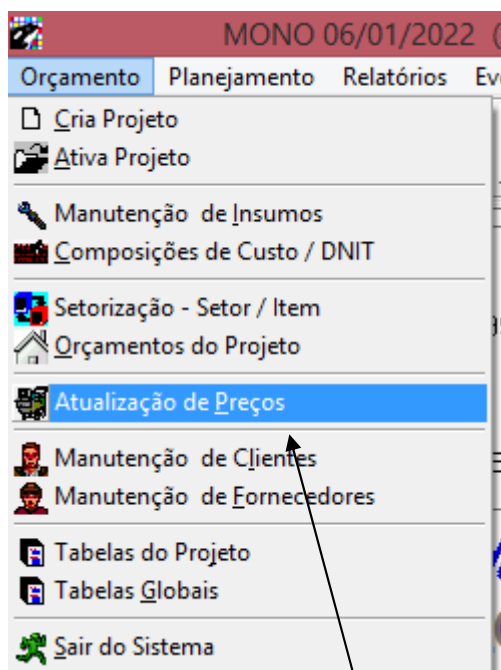 MONO 06/01/2022 (
Orçamento Planejamento Relatórios Ev
Cria Projeto
Ativa Projeto
Manutenção de Insumos
Composições de Custo / DNIT
Setorização - Setor / Item
Orçamentos do Projeto
Atualização de Preços
Manutenção de Clientes
Manutenção de Fornecedores
Tabelas do Projeto
Tabelas Globais
Sair do Sistema